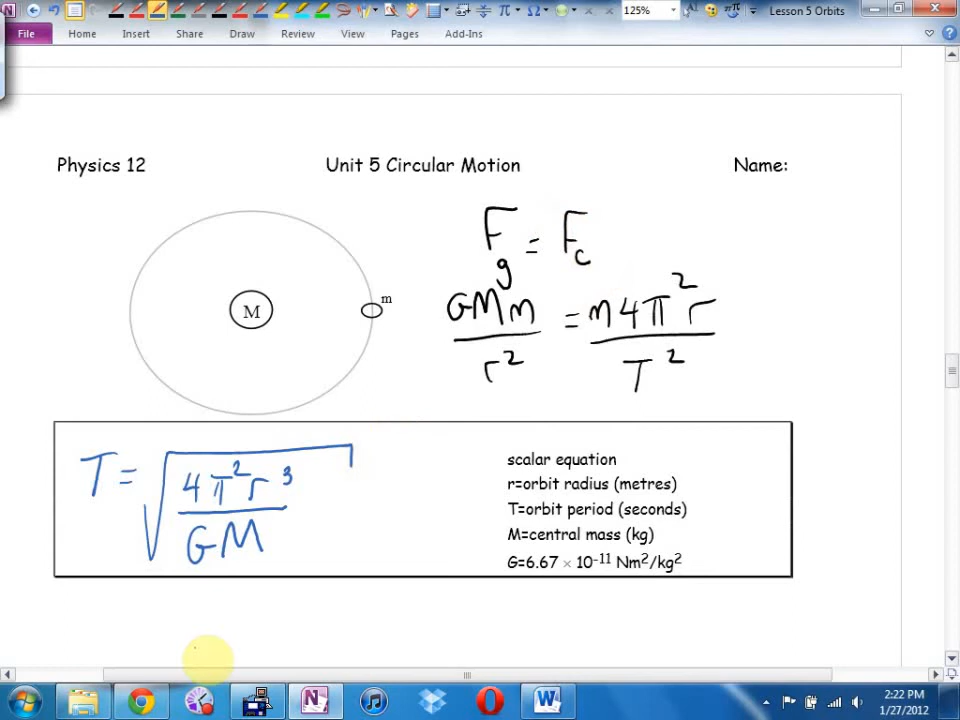 125% Lesson 5 Orbits
File Home Insert Share Draw Review View Pages Add-Ins
Physics 12 Unit 5 Circular Motion Name:
F_g = F_c
GMm/r² = m4π²r/T²
M
m
T = √(4π²r³/GM)
scalar equation
r=orbit radius (metres)
T=orbit period (seconds)
M=central mass (kg)
G=6.67 × 10⁻¹¹ Nm²/kg²
2:22 PM
1/27/2012